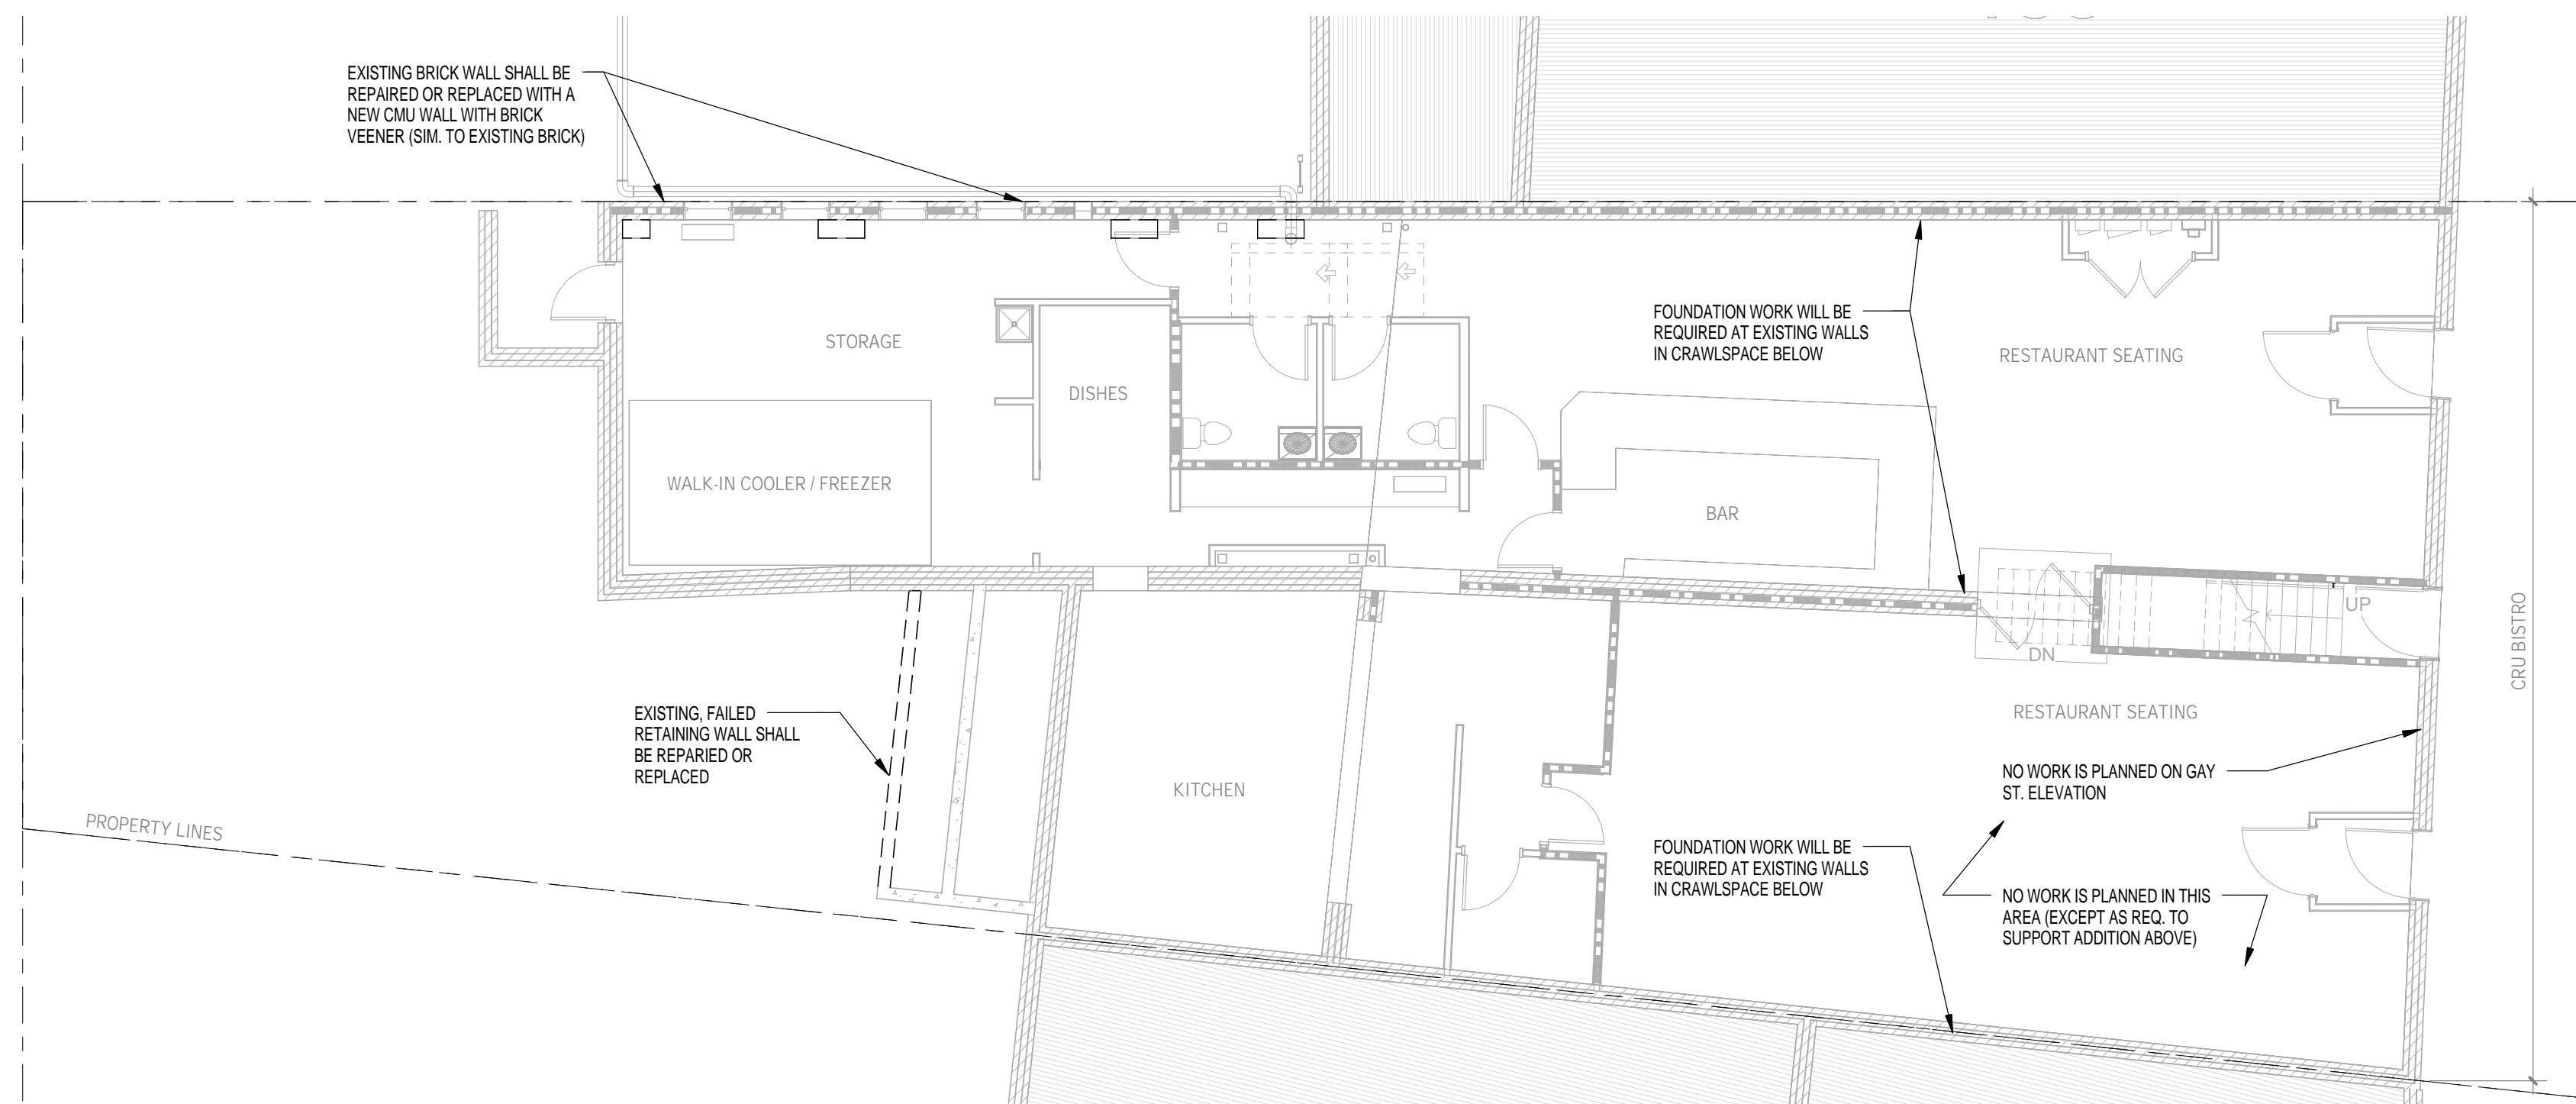 EXISTING BRICK WALL SHALL BE
REPAIRED OR REPLACED WITH A
NEW CMU WALL WITH BRICK
VEENER (SIM. TO EXISTING BRICK)
FOUNDATION WORK WILL BE
REQUIRED AT EXISTING WALLS
IN CRAWLSPACE BELOW
STORAGE
RESTAURANT SEATING
DISHES
WALK-IN COOLER / FREEZER
BAR
UP
DN
CRU BISTRO
EXISTING, FAILED
RETAINING WALL SHALL
BE REPARIED OR
REPLACED
RESTAURANT SEATING
NO WORK IS PLANNED ON GAY
ST. ELEVATION
KITCHEN
PROPERTY LINES
FOUNDATION WORK WILL BE
REQUIRED AT EXISTING WALLS
IN CRAWLSPACE BELOW
NO WORK IS PLANNED IN THIS
AREA (EXCEPT AS REQ. TO
SUPPORT ADDITION ABOVE)